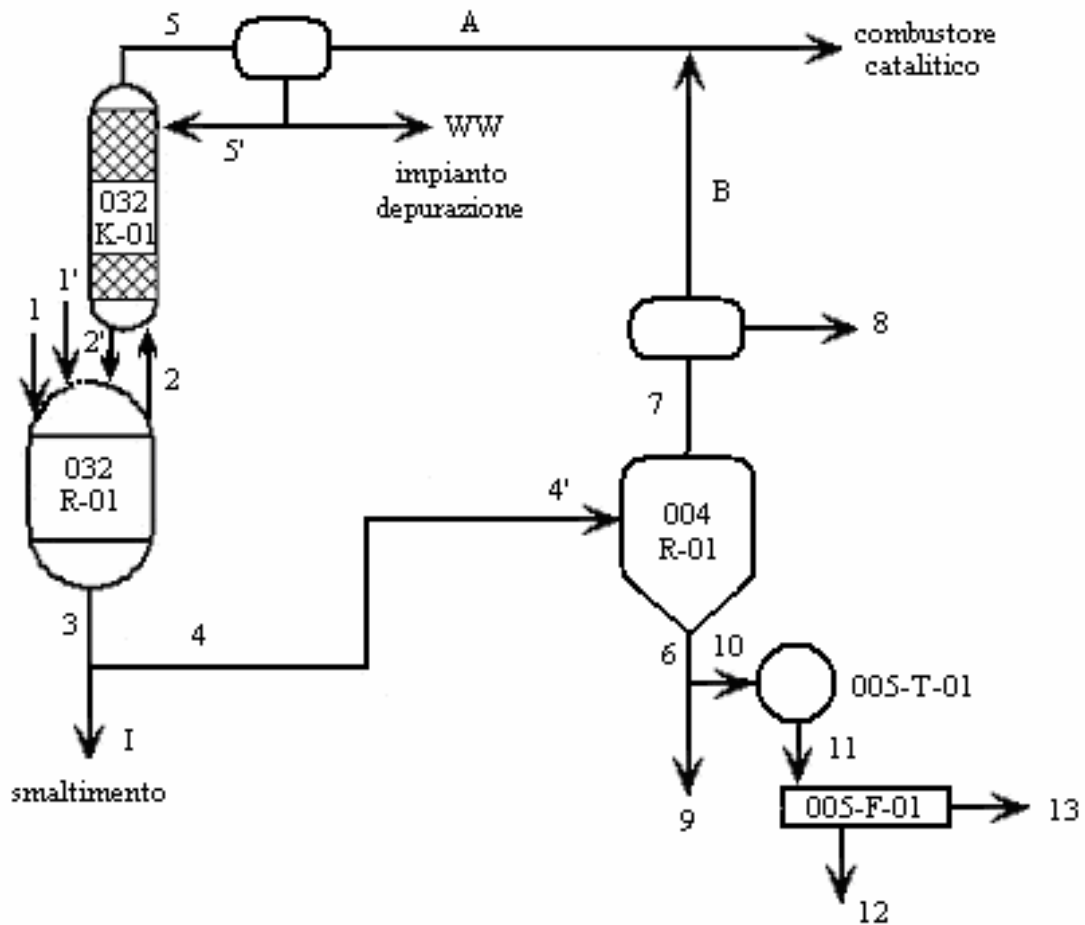 5
A
combustore
catalitico
WW
5'
impianto
depurazione
B
032
K-01
1'
1
2'
2
8
7
032
R-01
4'
004
R-01
3
4
6
10
005-T-01
I
11
smaltimento
9
005-F-01
13
12